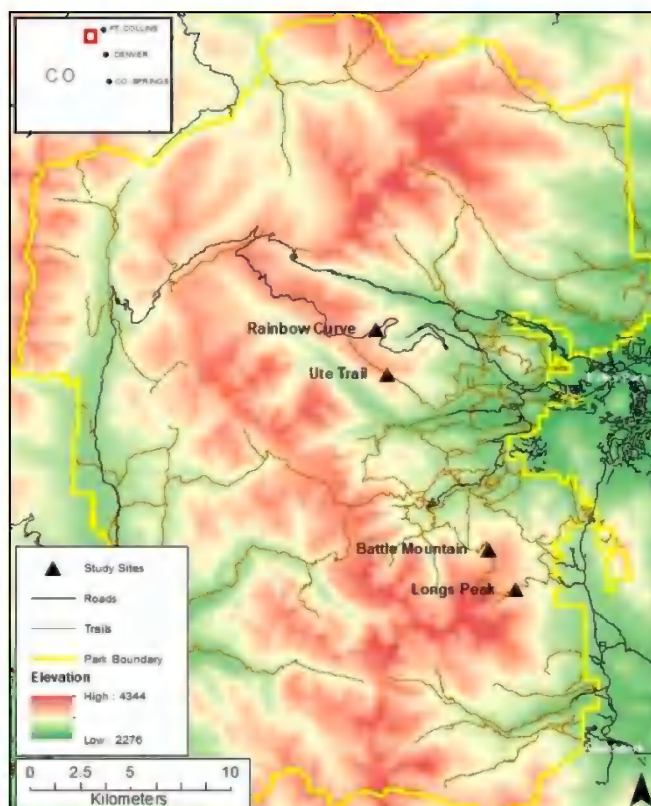 FT. COLLINS
DENVER
CO
CO. SPRINGS
Rainbow Curve
Ute Trail
Battle Mountain
Longs Peak
Study Sites
Roads
Trails
Park Boundary
Elevation
High : 4344
Low : 2276
0 2.5 5 10
Kilometers